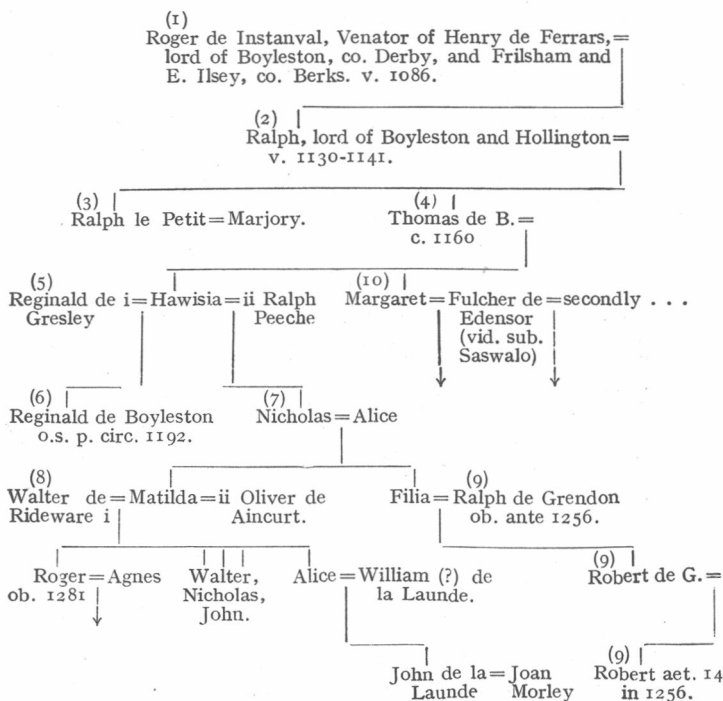 (1)
Roger de Instanval, Venator of Henry de Ferrars,=
lord of Boyleston, co. Derby, and Frilsham and
E. Ilsey, co. Berks. v. 1086.
(2)
Ralph, lord of Boyleston and Hollington=
v. 1130-1141.
(3) (4)
Ralph le Petit=Marjory. Thomas de B.=
c. 1160
(5) (10)
Reginald de i=Hawisia=ii Ralph Margaret=Fulcher de=secondly . . .
Gresley Peeche Edensor
(vid. sub.
Saswalo)
(6) (7)
Reginald de Boyleston Nicholas=Alice
o.s. p. circ. 1192.
(8) (9)
Walter de=Matilda=ii Oliver de Filia=Ralph de Grendon
Rideware i Aincurt. ob. ante 1256.
(9)
Roger=Agnes Walter, Alice=William (?) de Robert de G.=
ob. 1281 Nicholas, la Launde.
John.
(9)
John de la=Joan Robert aet. 14
Launde Morley in 1256.